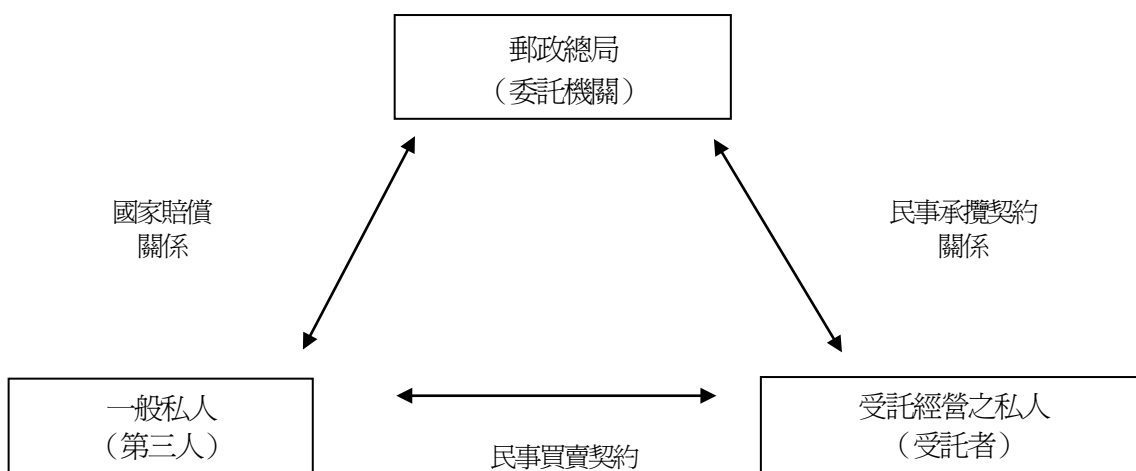 郵政總局
（委託機關）
國家賠償
關係
民事承攬契約
關係
一般私人
（第三人）
民事買賣契約
受託經營之私人
（受託者）